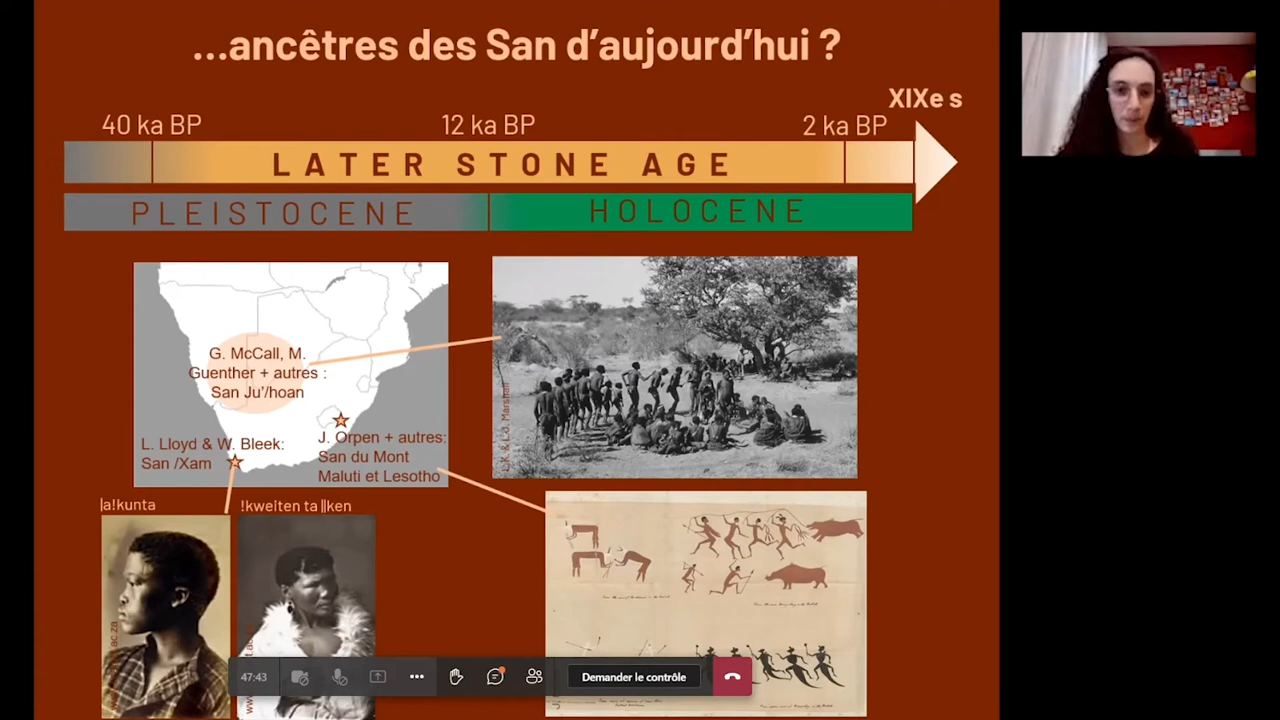 ...ancêtres des San d'aujourd'hui ?
XIXe s
40 ka BP
12 ka BP
2 ka BP
LATER STONE AGE
PLEISTOCENE
HOLOCENE
G. McCall, M.
Guenther + autres :
San Ju'/hoan
L. Lloyd & W. Bleek:
San /Xam
J. Orpen + autres:
San du Mont
Maluti et Lesotho
L.K. & L.J. Marshall
|a!kunta
!kweiten ta ||ken
47:43
Demander le contrôle